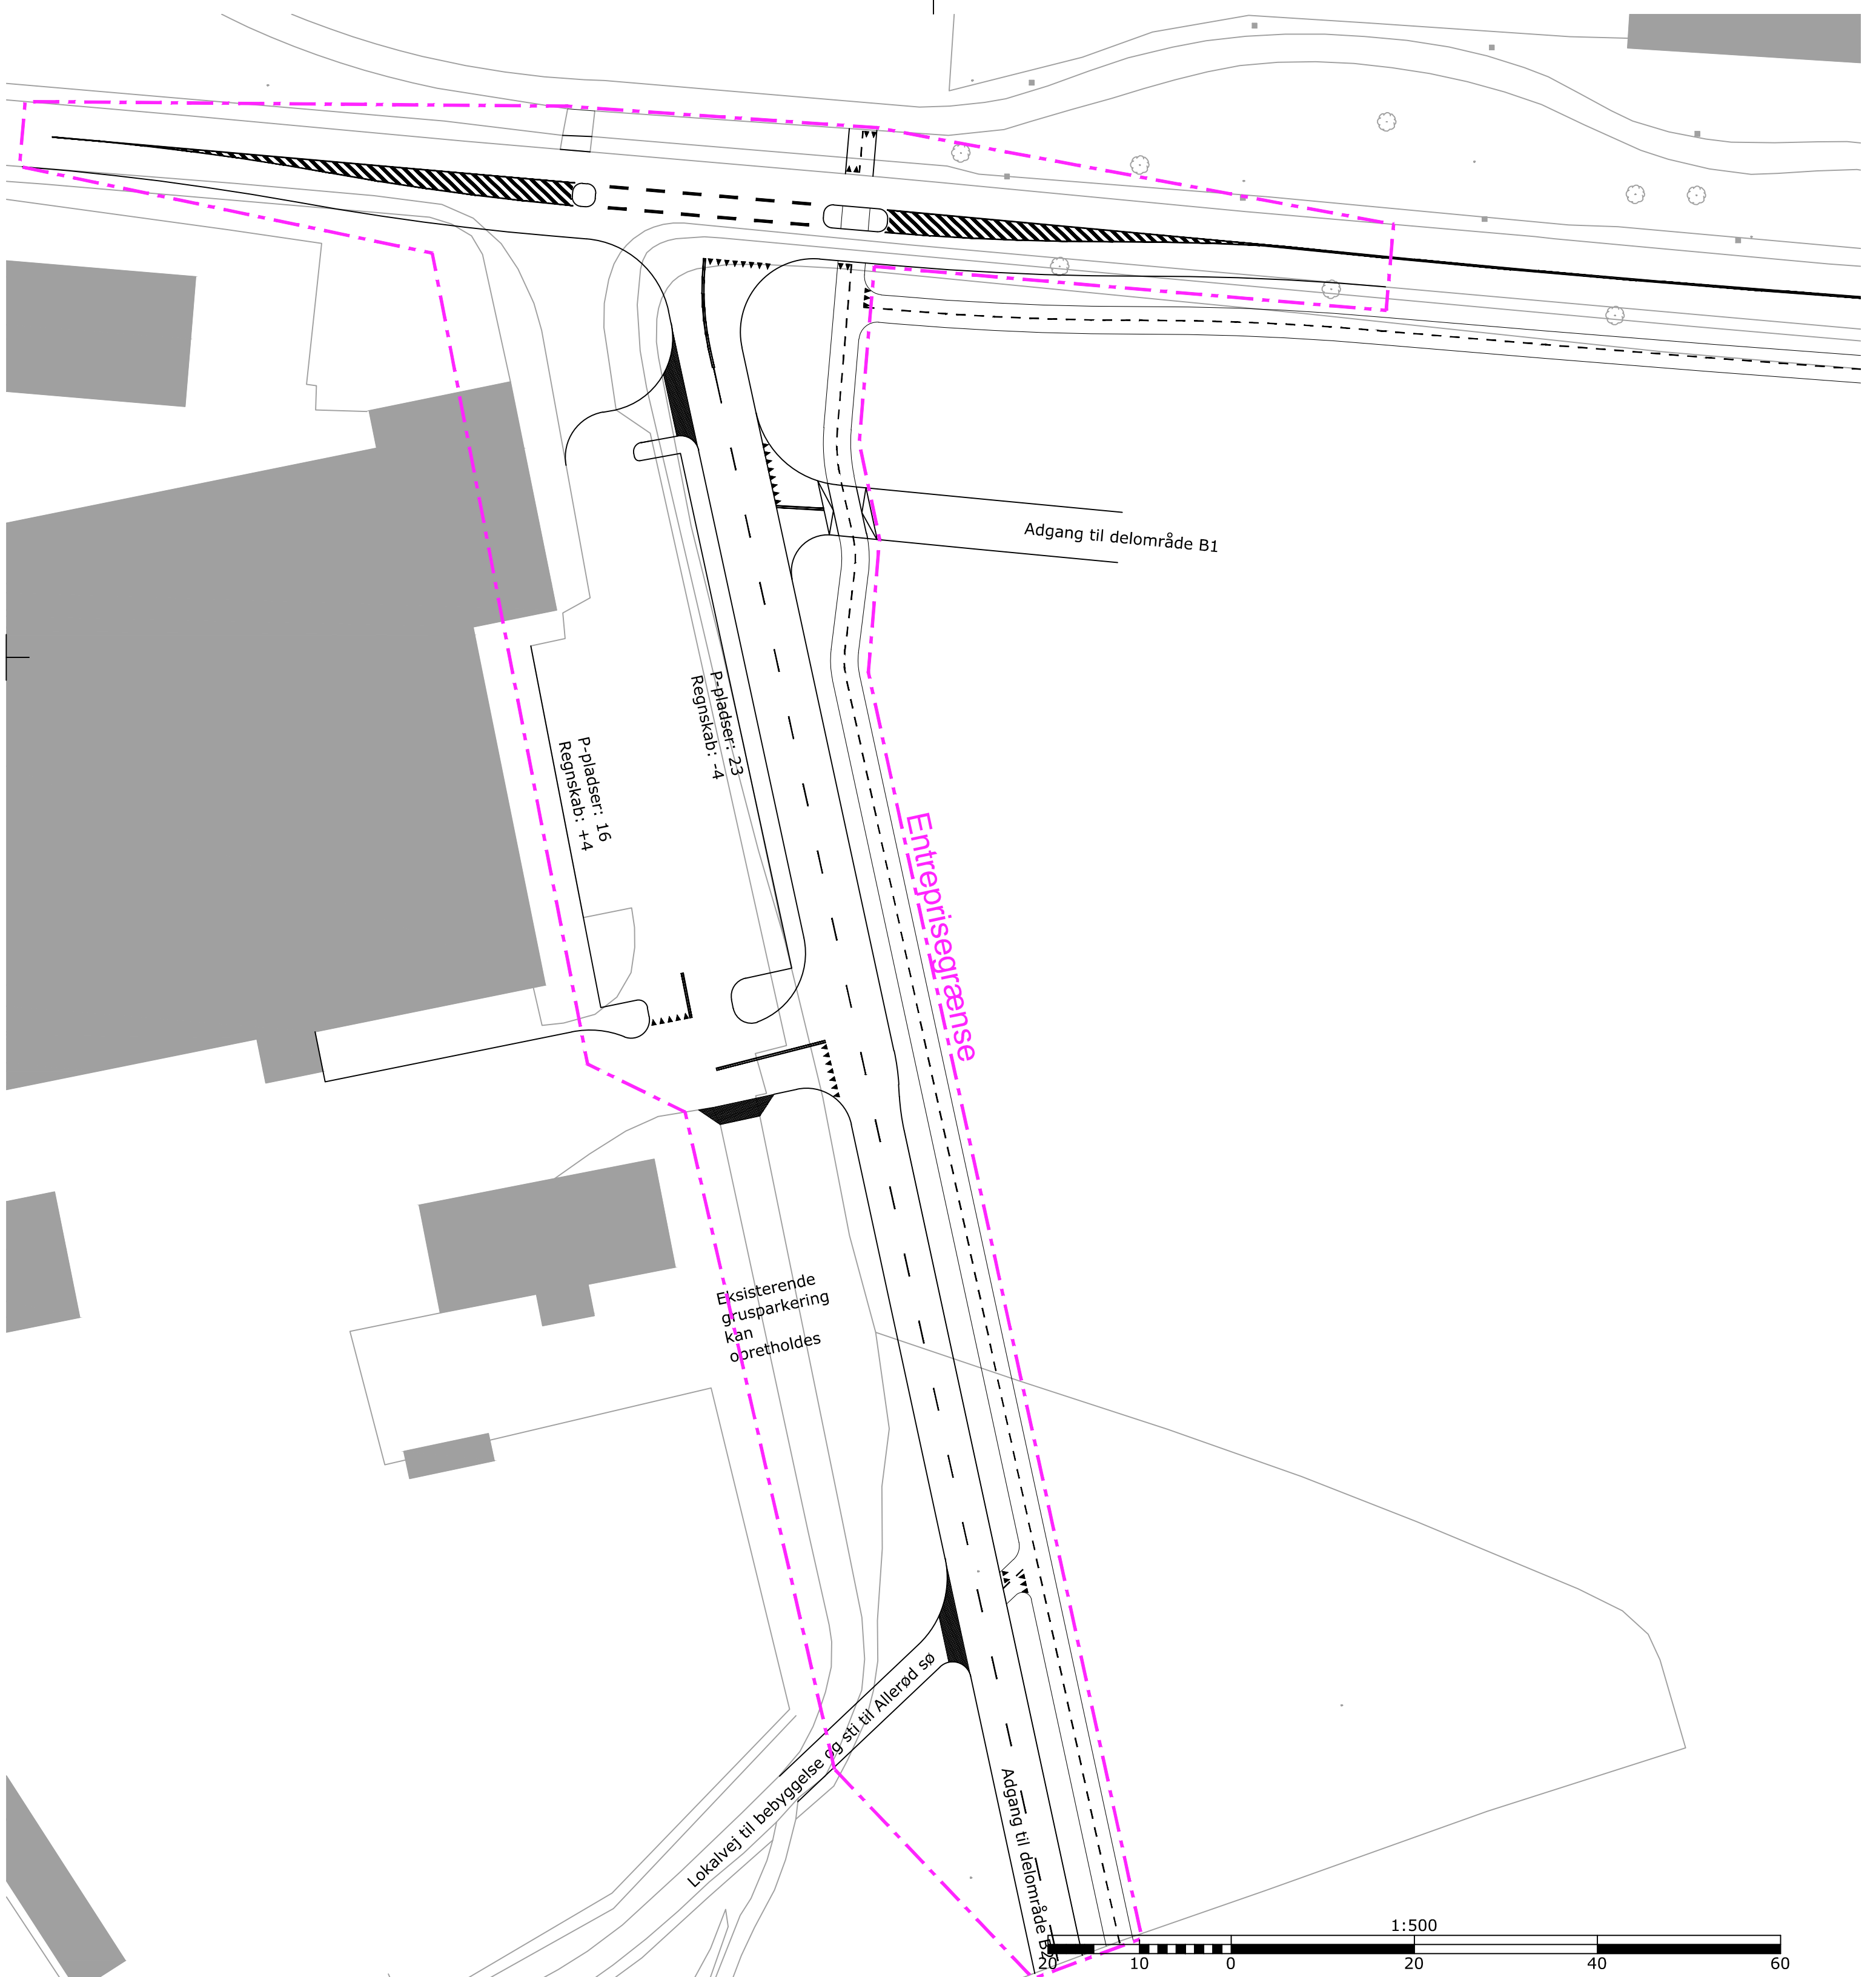 Adgang til delområde B1
P-pladser: 23
Regnskab: -4
P-pladser: 16
Regnskab: +4
Entreprisegrænse
Eksisterende
grusparkering
kan
opretholdes
Lokalvej til bebyggelse og sti til Allerød sø
Adgang til delområde B2
1:500
20 10 0 20 40 60